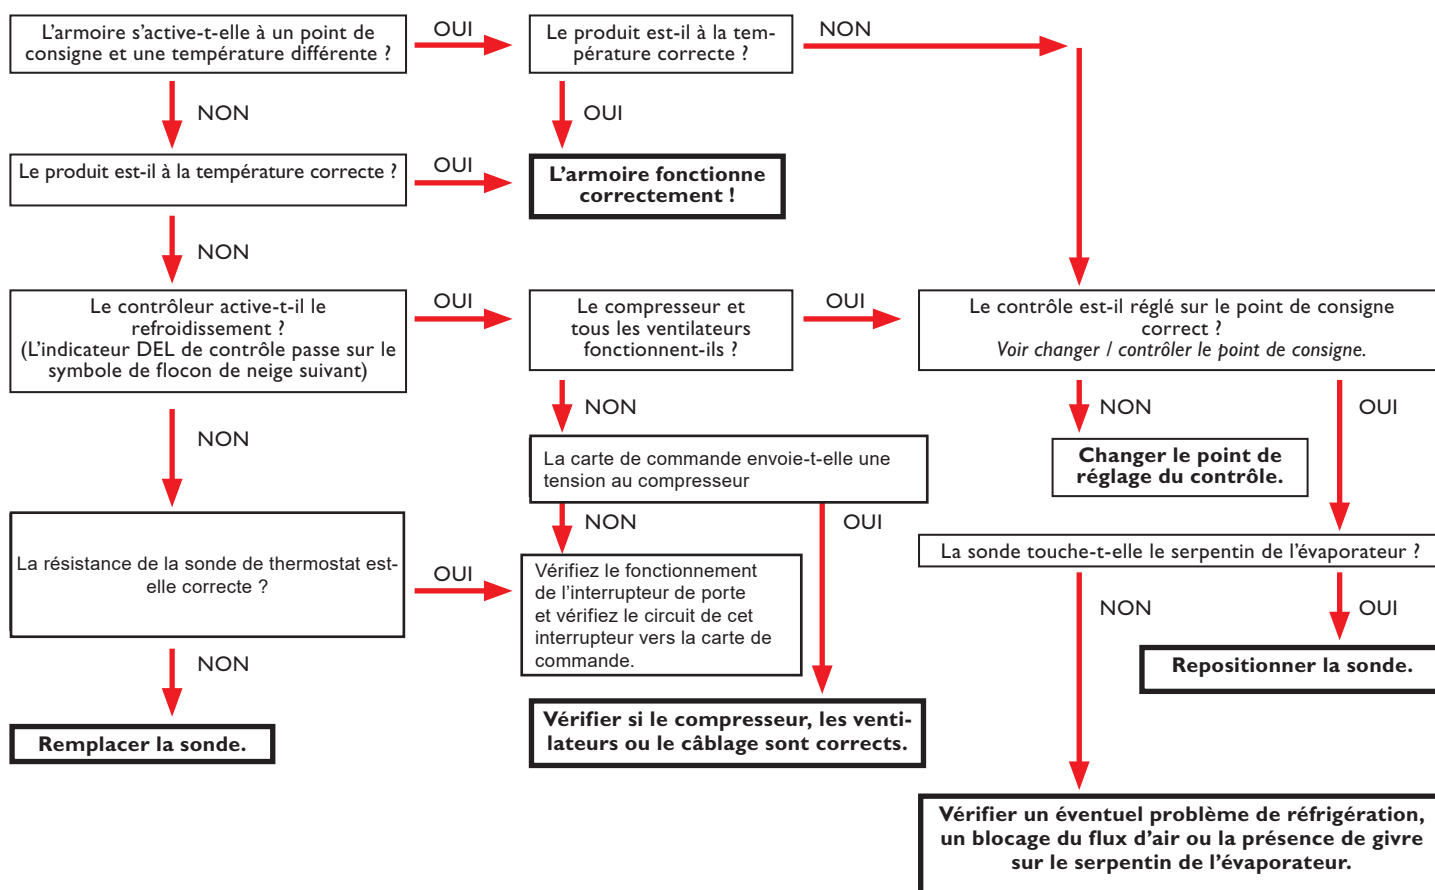 L’armoire s’active-t-elle à un point de
consigne et une température différente ?
OUI
Le produit est-il à la tem-
pérature correcte ?
NON
NON
OUI
Le produit est-il à la température correcte ?
OUI
L’armoire fonctionne
correctement !
NON
Le contrôleur active-t-il le
refroidissement ?
(L’indicateur DEL de contrôle passe sur le
symbole de flocon de neige suivant)
OUI
Le compresseur et
tous les ventilateurs
fonctionnent-ils ?
OUI
Le contrôle est-il réglé sur le point de consigne
correct ?
Voir changer / contrôler le point de consigne.
NON
NON
NON
OUI
La carte de commande envoie-t-elle une
tension au compresseur
Changer le point de
réglage du contrôle.
NON
OUI
La résistance de la sonde de thermostat est-
elle correcte ?
OUI
Vérifiez le fonctionnement
de l’interrupteur de porte
et vérifiez le circuit de cet
interrupteur vers la carte de
commande.
La sonde touche-t-elle le serpentin de l’évaporateur ?
NON
OUI
NON
Repositionner la sonde.
Remplacer la sonde.
Vérifier si le compresseur, les venti-
lateurs ou le câblage sont corrects.
Vérifier un éventuel problème de réfrigération,
un blocage du flux d’air ou la présence de givre
sur le serpentin de l’évaporateur.